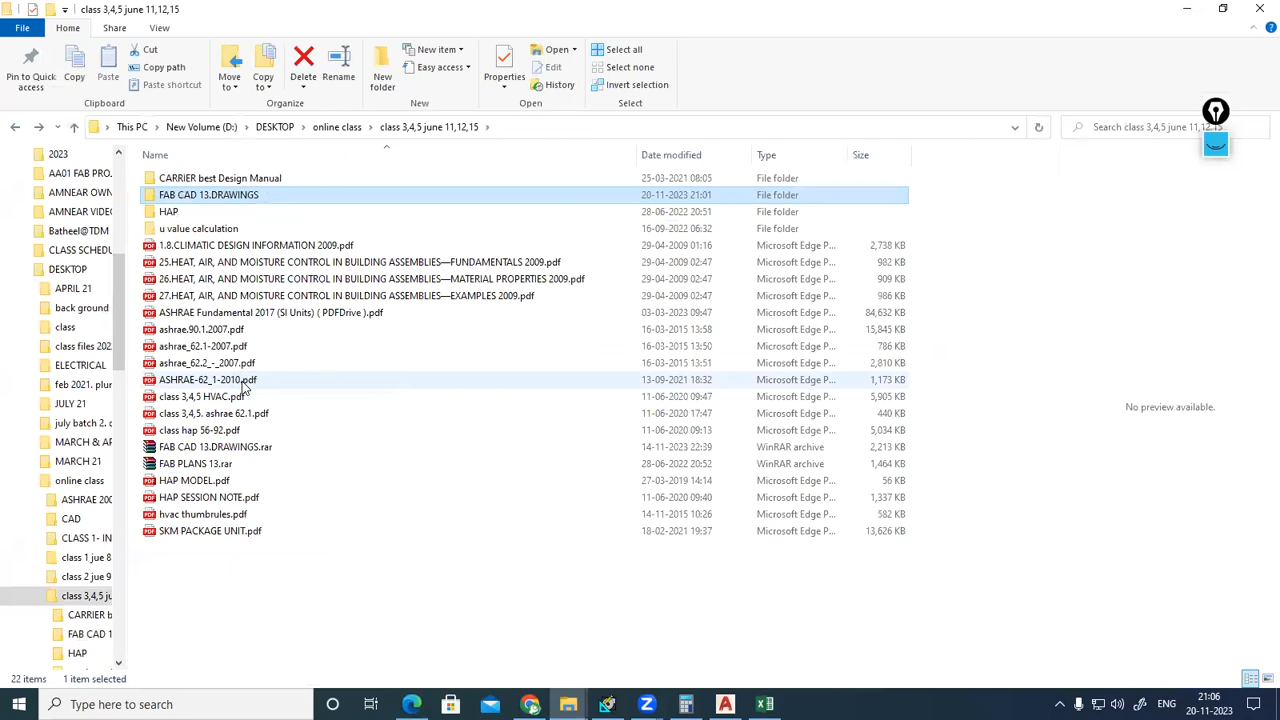 class 3,4,5 june 11,12,15
File Home Share View
Pin to Quick access
Copy
Paste
Cut
Copy path
Paste shortcut
Clipboard
Move to
Copy to
Delete
Rename
Organize
New folder
New item
Easy access
New
Properties
Open
Edit
History
Open
Select all
Select none
Invert selection
Select
This PC › New Volume (D:) › DESKTOP › online class › class 3,4,5 june 11,12,15 ›
Search class 3,4,5 june 11,12,15
2023
AA01 FAB PRO.
AMNEAR OWN
AMNEAR VIDEO
Batheel@TDM
CLASS SCHEDU
DESKTOP
APRIL 21
back ground
class
class files 202
ELECTRICAL
feb 2021. plur
JULY 21
july batch 2. c
MARCH & AP
MARCH 21
online class
ASHRAE 200
CAD
CLASS 1- IN
class 1 jue 8
class 2 jue 9
class 3,4,5 ju
CARRIER b
FAB CAD 1
HAP
Name Date modified Type Size
CARRIER best Design Manual 25-03-2021 08:05 File folder
FAB CAD 13.DRAWINGS 20-11-2023 21:01 File folder
HAP 28-06-2022 20:51 File folder
u value calculation 16-09-2022 06:32 File folder
1.8.CLIMATIC DESIGN INFORMATION 2009.pdf 29-04-2009 01:16 Microsoft Edge P... 2,738 KB
25.HEAT, AIR, AND MOISTURE CONTROL IN BUILDING ASSEMBLIES—FUNDAMENTALS 2009.pdf 29-04-2009 02:47 Microsoft Edge P... 982 KB
26.HEAT, AIR, AND MOISTURE CONTROL IN BUILDING ASSEMBLIES—MATERIAL PROPERTIES 2009.pdf 29-04-2009 02:47 Microsoft Edge P... 909 KB
27.HEAT, AIR, AND MOISTURE CONTROL IN BUILDING ASSEMBLIES—EXAMPLES 2009.pdf 29-04-2009 02:47 Microsoft Edge P... 986 KB
ASHRAE Fundamental 2017 (SI Units) ( PDFDrive ).pdf 03-03-2023 09:47 Microsoft Edge P... 84,632 KB
ashrae.90.1.2007.pdf 16-03-2015 13:58 Microsoft Edge P... 15,845 KB
ashrae_62.1-2007.pdf 16-03-2015 13:50 Microsoft Edge P... 786 KB
ashrae_62.2_-_2007.pdf 16-03-2015 13:51 Microsoft Edge P... 2,810 KB
ASHRAE-62_1-2010.pdf 13-09-2021 18:32 Microsoft Edge P... 1,173 KB
class 3,4,5 HVAC.pdf 11-06-2020 09:47 Microsoft Edge P... 5,905 KB
class 3,4,5. ashrae 62.1.pdf 11-06-2020 17:47 Microsoft Edge P... 440 KB
class hap 56-92.pdf 11-06-2020 09:13 Microsoft Edge P... 5,034 KB
FAB CAD 13.DRAWINGS.rar 14-11-2023 22:39 WinRAR archive 2,213 KB
FAB PLANS 13.rar 28-06-2022 20:52 WinRAR archive 1,464 KB
HAP MODEL.pdf 27-03-2019 14:14 Microsoft Edge P... 56 KB
HAP SESSION NOTE.pdf 11-06-2020 09:40 Microsoft Edge P... 1,337 KB
hvac thumbrules.pdf 14-11-2015 10:26 Microsoft Edge P... 582 KB
SKM PACKAGE UNIT.pdf 18-02-2021 19:37 Microsoft Edge P... 13,626 KB
No preview available.
22 items 1 item selected
Type here to search
ENG
21:06
20-11-2023